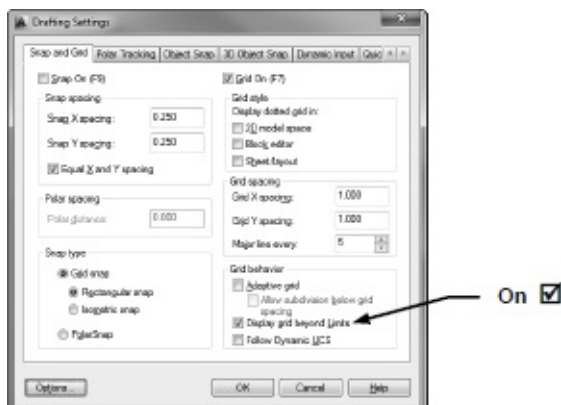 Drafting Settings
Snap and Grid Polar Tracking Object Snap 3D Object Snap Dynamic Input Quic
Snap On (F9)
Snap spacing
Snap X spacing: 0.250
Snap Y spacing: 0.250
Equal X and Y spacing
Polar spacing
Polar distance: 0.000
Snap type
Grid snap
Rectangular snap
Isometric snap
PolarSnap
Grid On (F7)
Grid style
Display dotted grid in:
2D model space
Block editor
Sheet/layout
Grid spacing
Grid X spacing: 1.000
Grid Y spacing: 1.000
Major line every: 5
Grid behavior
Adaptive grid
Allow subdivision below grid
spacing
Display grid beyond Limits
Follow Dynamic UCS
On
Options... OK Cancel Help